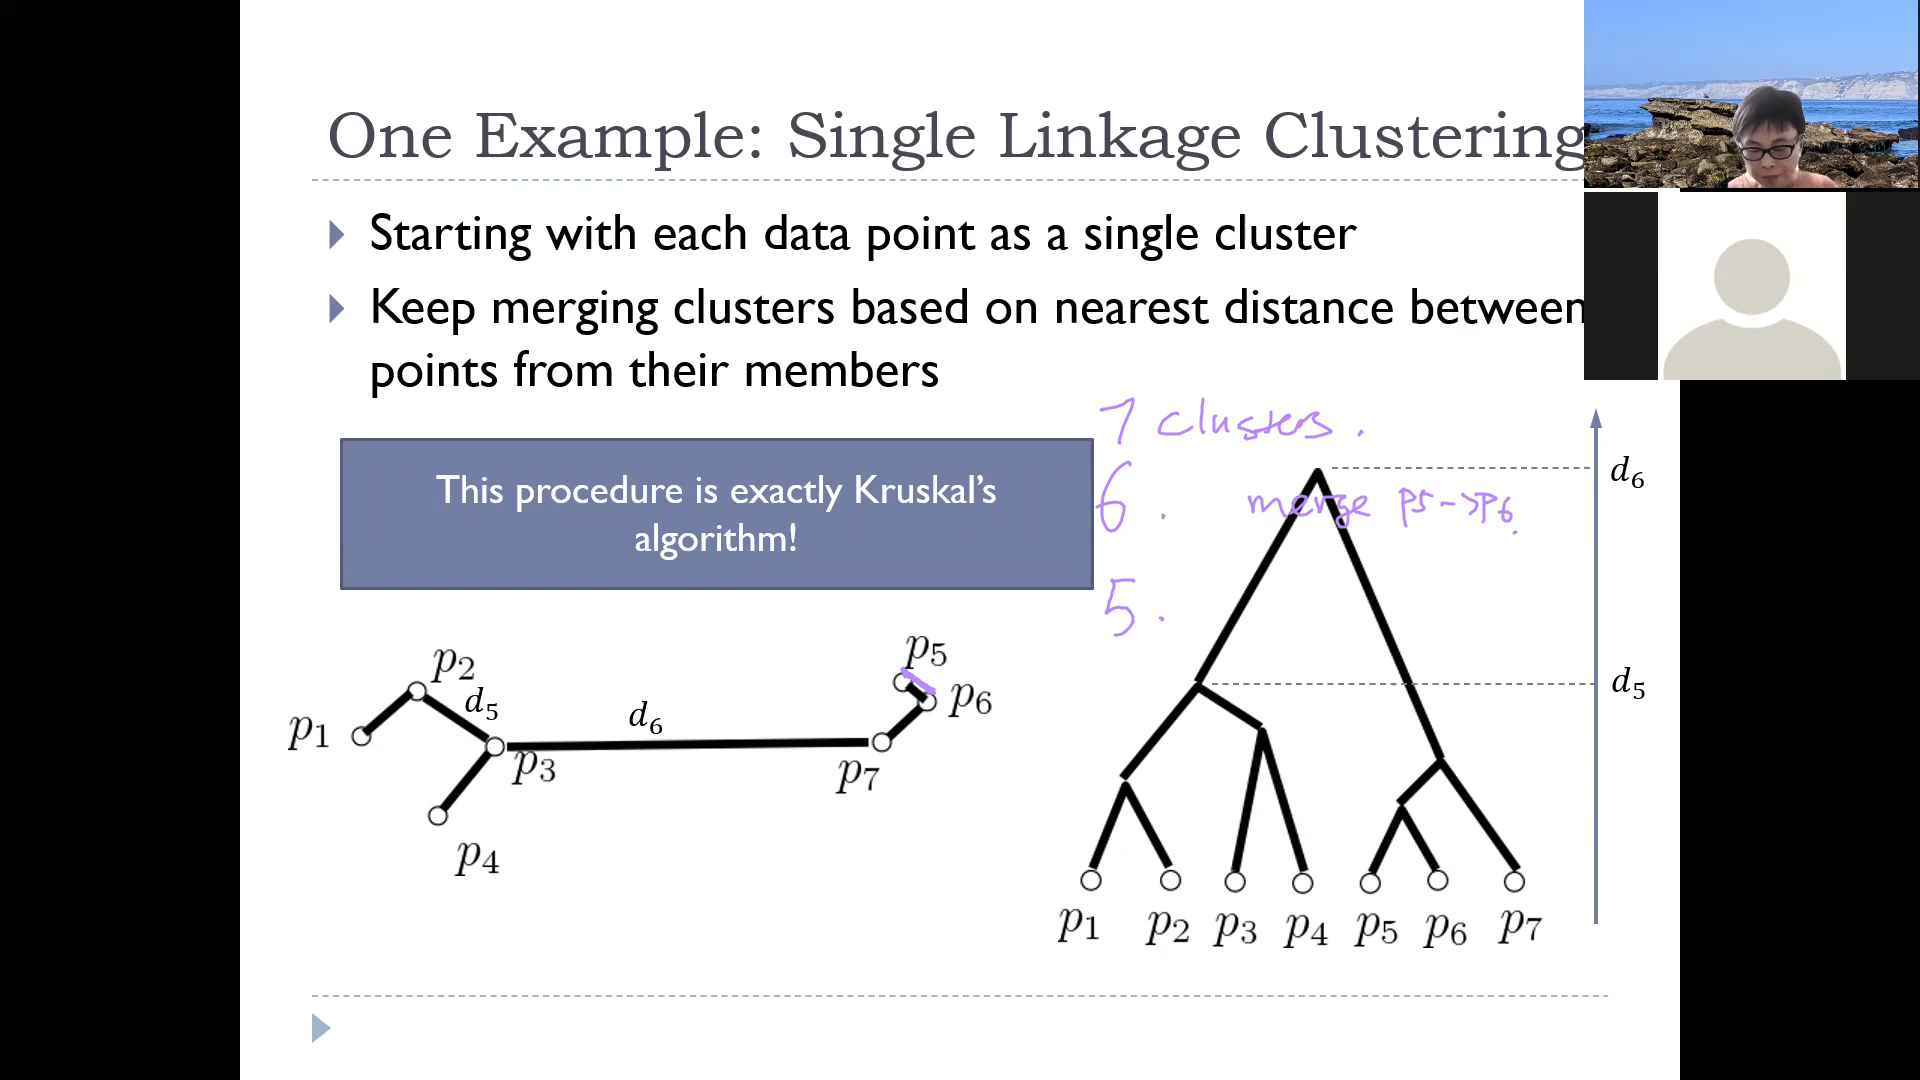 One Example: Single Linkage Clustering
Starting with each data point as a single cluster
Keep merging clusters based on nearest distance between
points from their members
7 clusters.
This procedure is exactly Kruskal's
algorithm!
6. merge p5->p6.
5.
d6
d5
p1
p2
d5
p3
p4
d6
p5
p6
p7
p1 p2 p3 p4 p5 p6 p7